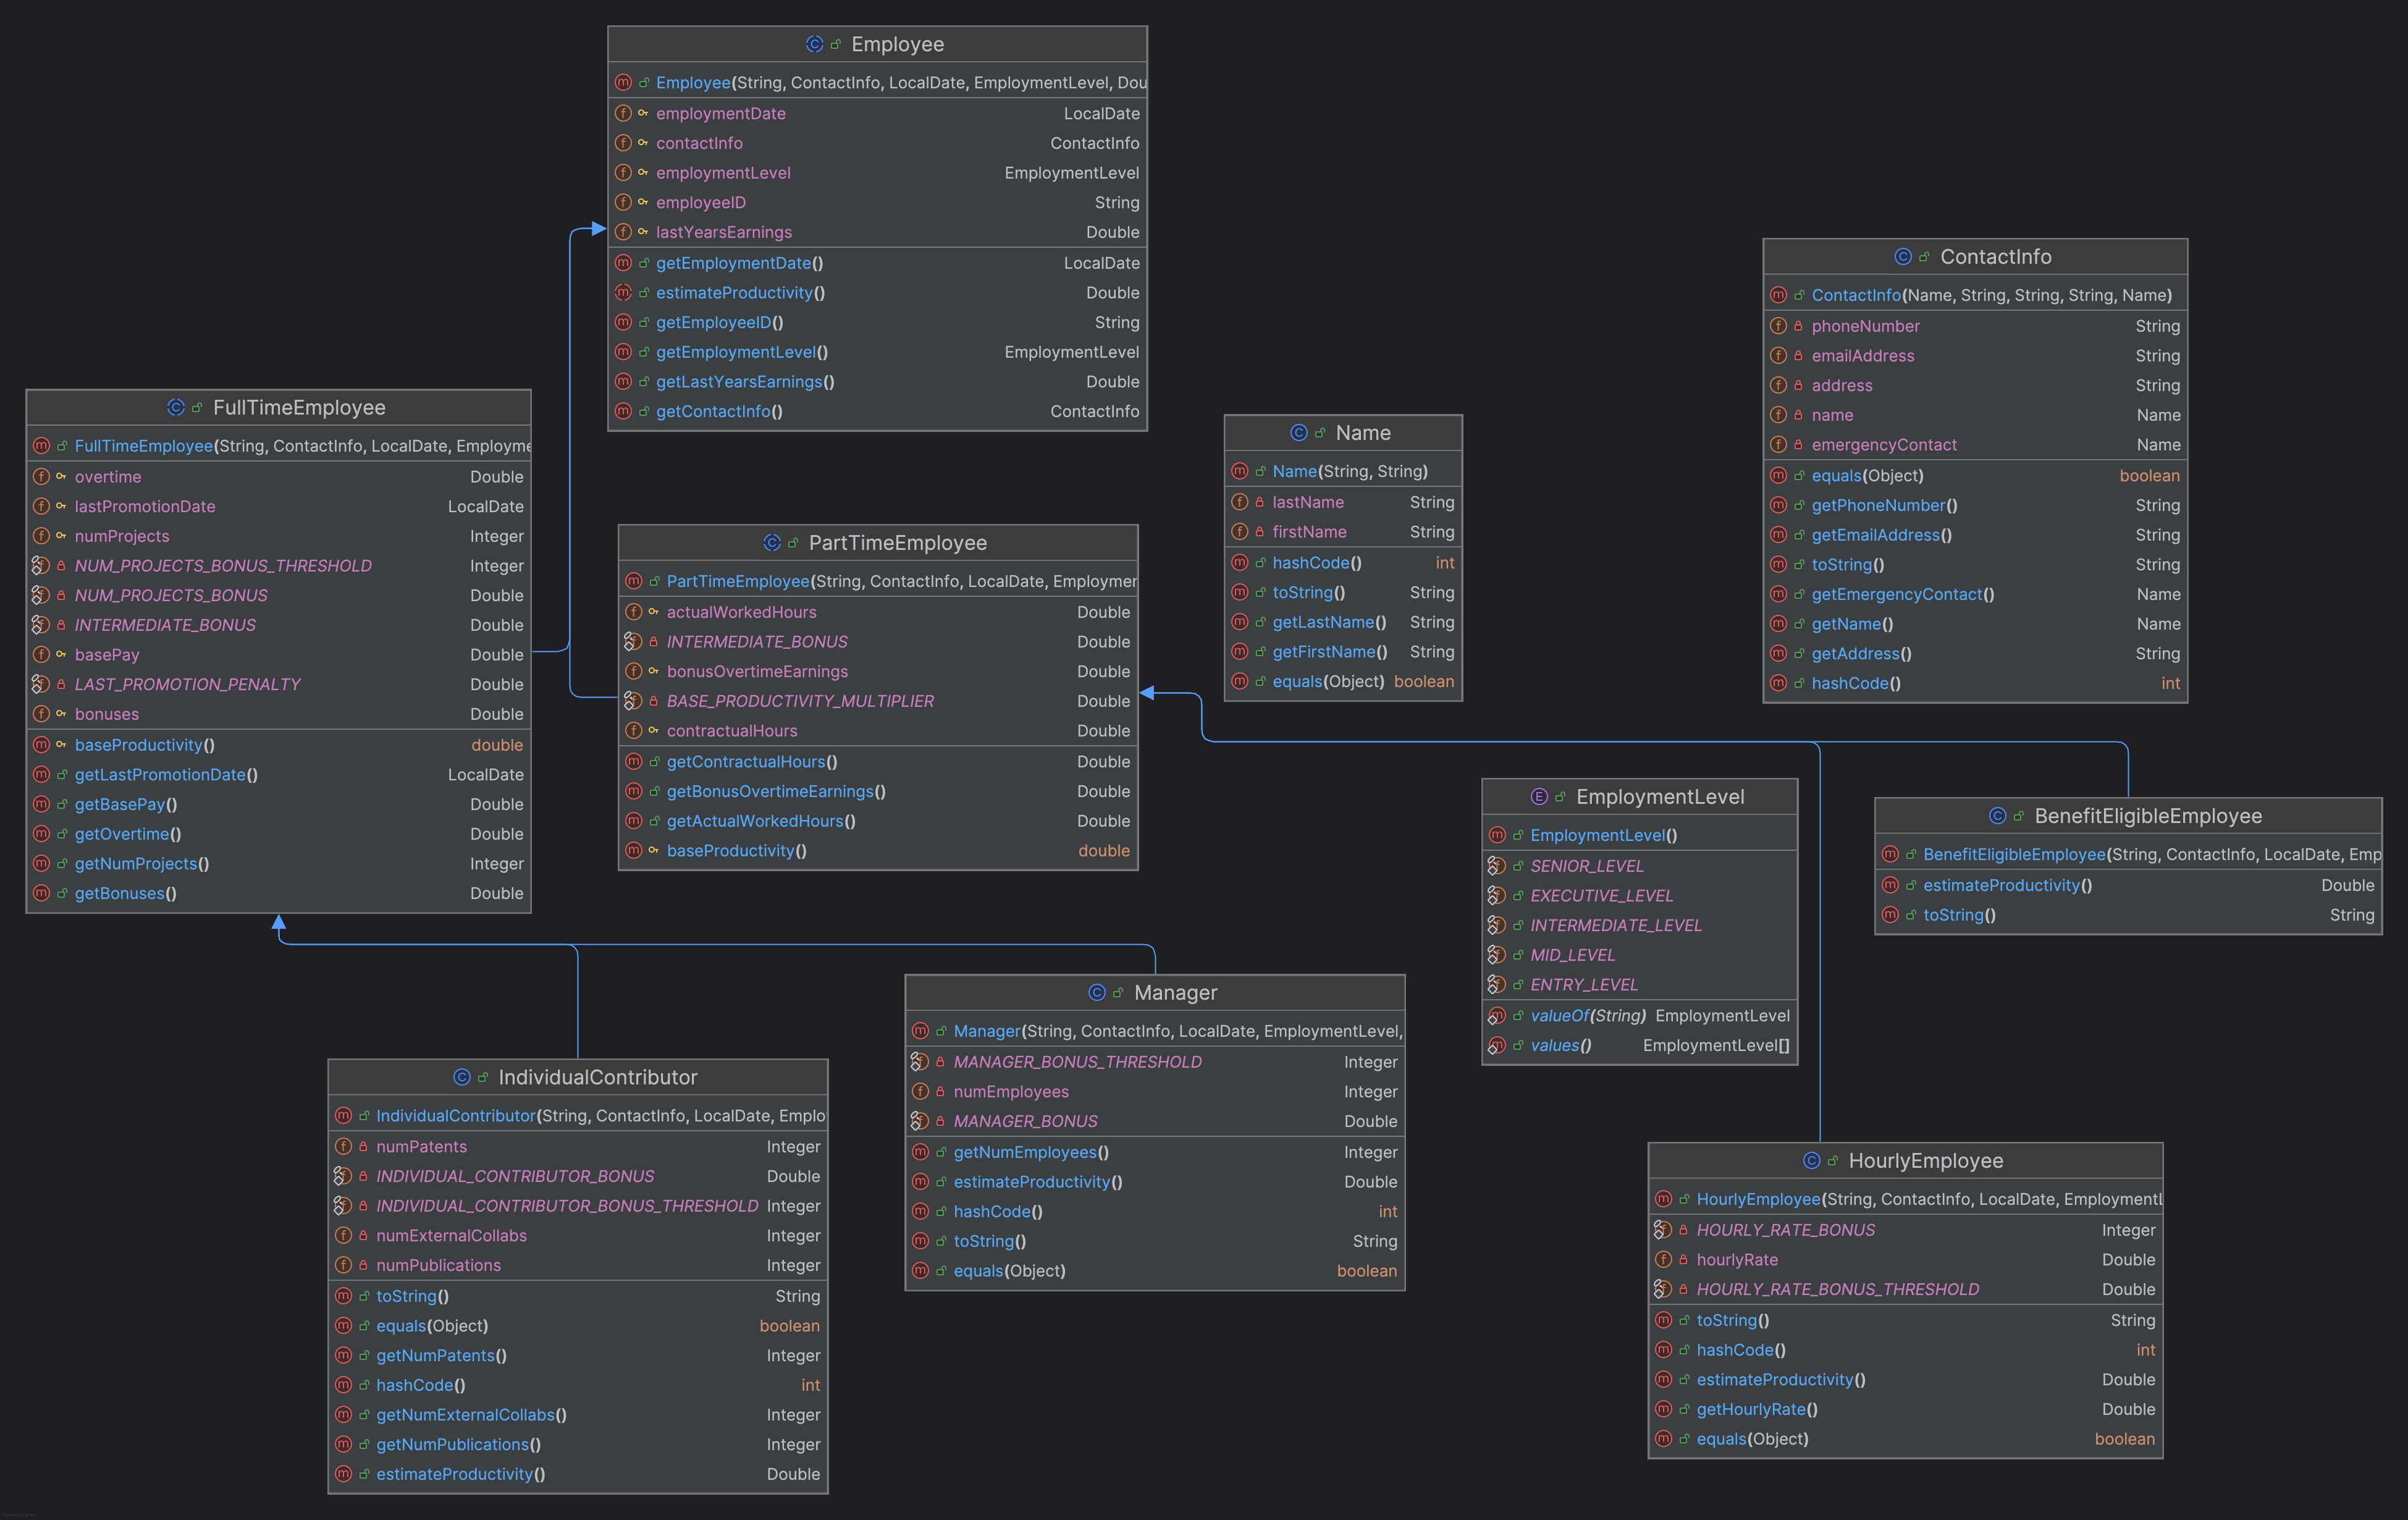 Employee
Employee(String, ContactInfo, LocalDate, EmploymentLevel, Dou
employmentDate LocalDate
contactInfo ContactInfo
employmentLevel EmploymentLevel
employeeID String
lastYearsEarnings Double
getEmploymentDate() LocalDate
estimateProductivity() Double
getEmployeeID() String
getEmploymentLevel() EmploymentLevel
getLastYearsEarnings() Double
getContactInfo() ContactInfo
ContactInfo
ContactInfo(Name, String, String, String, Name)
phoneNumber String
emailAddress String
address String
name Name
emergencyContact Name
equals(Object) boolean
getPhoneNumber() String
getEmailAddress() String
toString() String
getEmergencyContact() Name
getName() Name
getAddress() String
hashCode() int
FullTimeEmployee
FullTimeEmployee(String, ContactInfo, LocalDate, Employme
overtime Double
lastPromotionDate LocalDate
numProjects Integer
NUM_PROJECTS_BONUS_THRESHOLD Integer
NUM_PROJECTS_BONUS Double
INTERMEDIATE_BONUS Double
basePay Double
LAST_PROMOTION_PENALTY Double
bonuses Double
baseProductivity() double
getLastPromotionDate() LocalDate
getBasePay() Double
getOvertime() Double
getNumProjects() Integer
getBonuses() Double
Name
Name(String, String)
lastName String
firstName String
hashCode() int
toString() String
getLastName() String
getFirstName() String
equals(Object) boolean
PartTimeEmployee
PartTimeEmployee(String, ContactInfo, LocalDate, Employmer
actualWorkedHours Double
INTERMEDIATE_BONUS Double
bonusOvertimeEarnings Double
BASE_PRODUCTIVITY_MULTIPLIER Double
contractualHours Double
getContractualHours() Double
getBonusOvertimeEarnings() Double
getActualWorkedHours() Double
baseProductivity() double
EmploymentLevel
EmploymentLevel()
SENIOR_LEVEL
EXECUTIVE_LEVEL
INTERMEDIATE_LEVEL
MID_LEVEL
ENTRY_LEVEL
valueOf(String) EmploymentLevel
values() EmploymentLevel[]
BenefitEligibleEmployee
BenefitEligibleEmployee(String, ContactInfo, LocalDate, Emp
estimateProductivity() Double
toString() String
Manager
Manager(String, ContactInfo, LocalDate, EmploymentLevel,
MANAGER_BONUS_THRESHOLD Integer
numEmployees Integer
MANAGER_BONUS Double
getNumEmployees() Integer
estimateProductivity() Double
hashCode() int
toString() String
equals(Object) boolean
IndividualContributor
IndividualContributor(String, ContactInfo, LocalDate, Emplo
numPatents Integer
INDIVIDUAL_CONTRIBUTOR_BONUS Double
INDIVIDUAL_CONTRIBUTOR_BONUS_THRESHOLD Integer
numExternalCollabs Integer
numPublications Integer
toString() String
equals(Object) boolean
getNumPatents() Integer
hashCode() int
getNumExternalCollabs() Integer
getNumPublications() Integer
estimateProductivity() Double
HourlyEmployee
HourlyEmployee(String, ContactInfo, LocalDate, EmploymentL
HOURLY_RATE_BONUS Integer
hourlyRate Double
HOURLY_RATE_BONUS_THRESHOLD Double
toString() String
hashCode() int
estimateProductivity() Double
getHourlyRate() Double
equals(Object) boolean